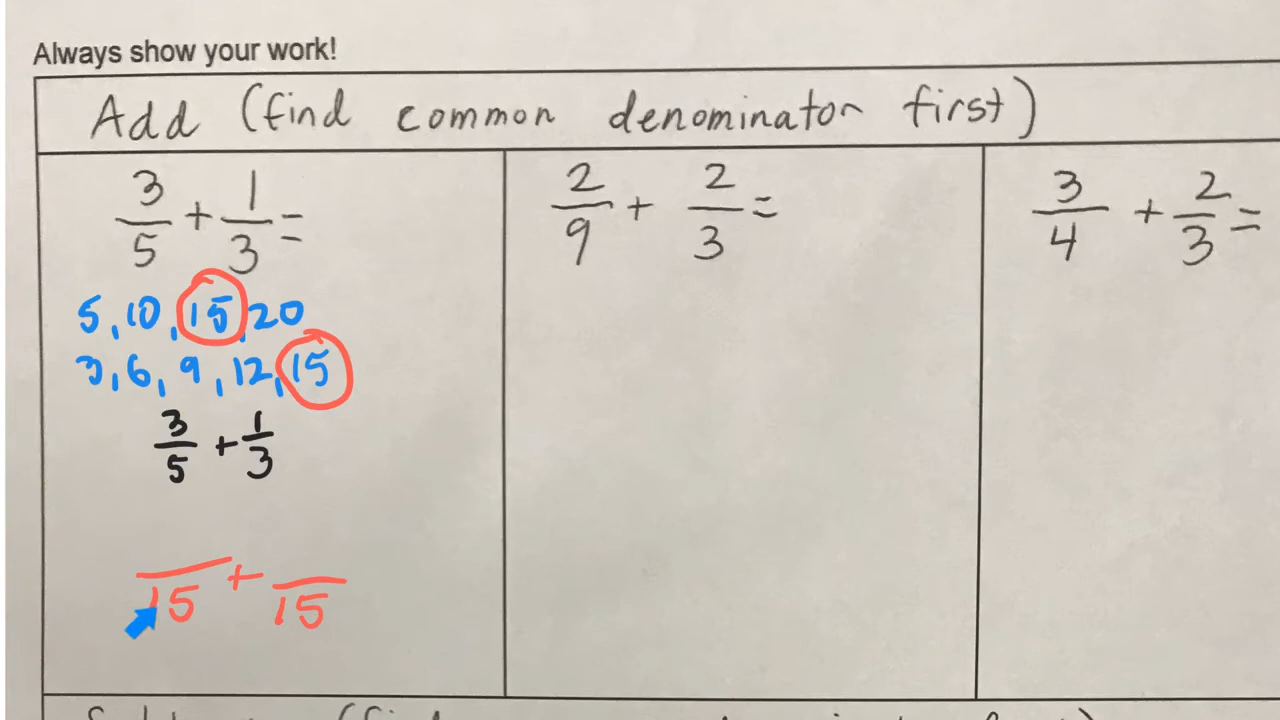 Always show your work!
Add (find common denominator first)
3/5 + 1/3 =
5, 10, 15, 20
3, 6, 9, 12, 15
3/5 + 1/3
/15 + /15
2/9 + 2/3 =
3/4 + 2/3 =